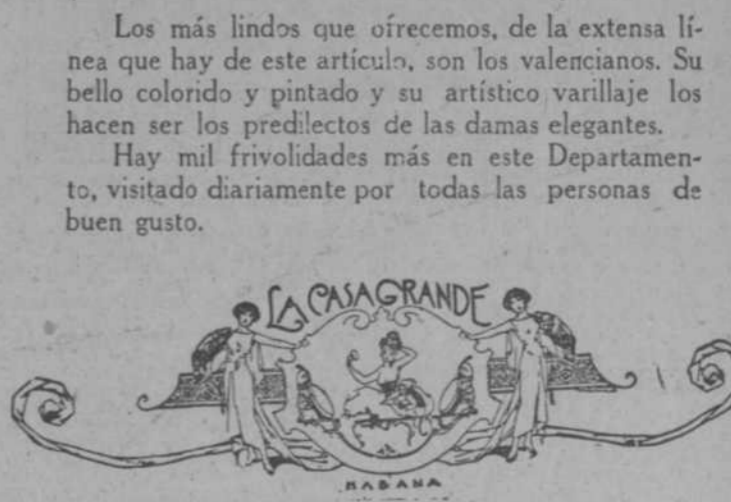 Los más lindos que ofrecemos, de la extensa lí-
nea que hay de este artículo, son los valencianos. Su
bello colorido y pintado y su artístico varillaje los
hacen ser los predilectos de las damas elegantes.
Hay mil frivolidades más en este Departamen-
to, visitado diariamente por todas las personas de
buen gusto.
LA CASA GRANDE
HABANA